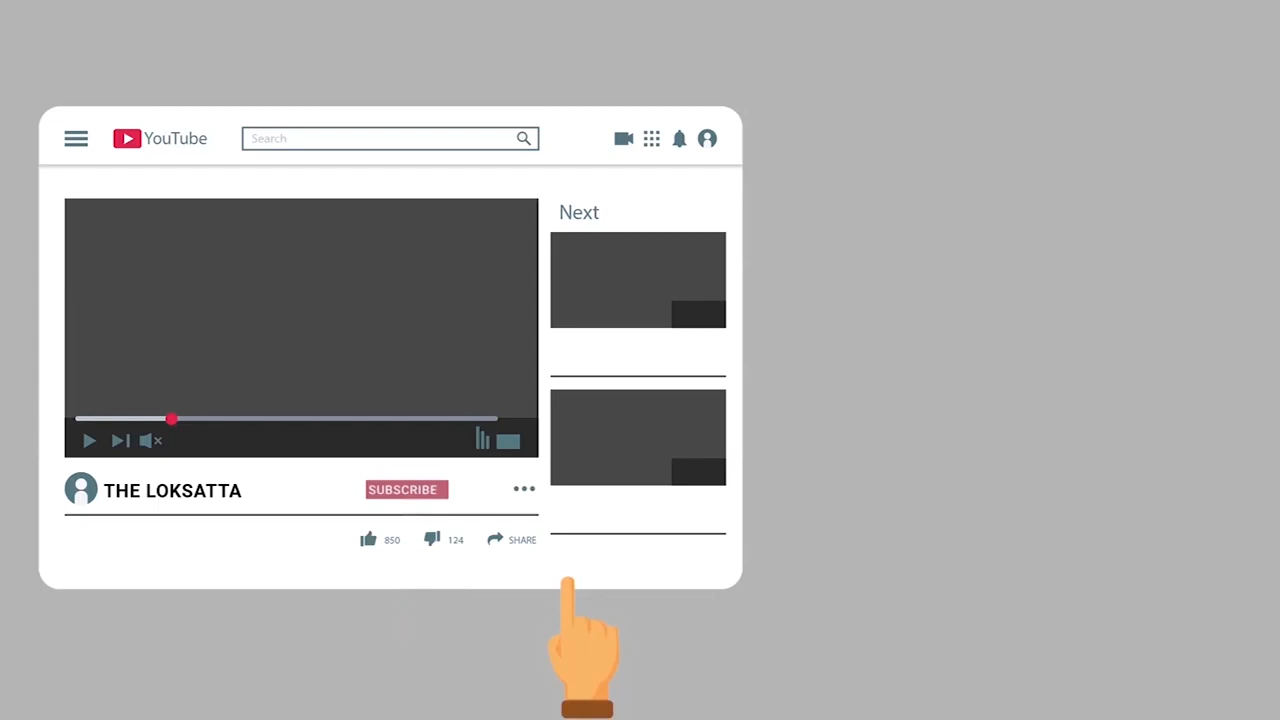 YouTube
Search
Next
THE LOKSATTA
SUBSCRIBE
850
124
SHARE